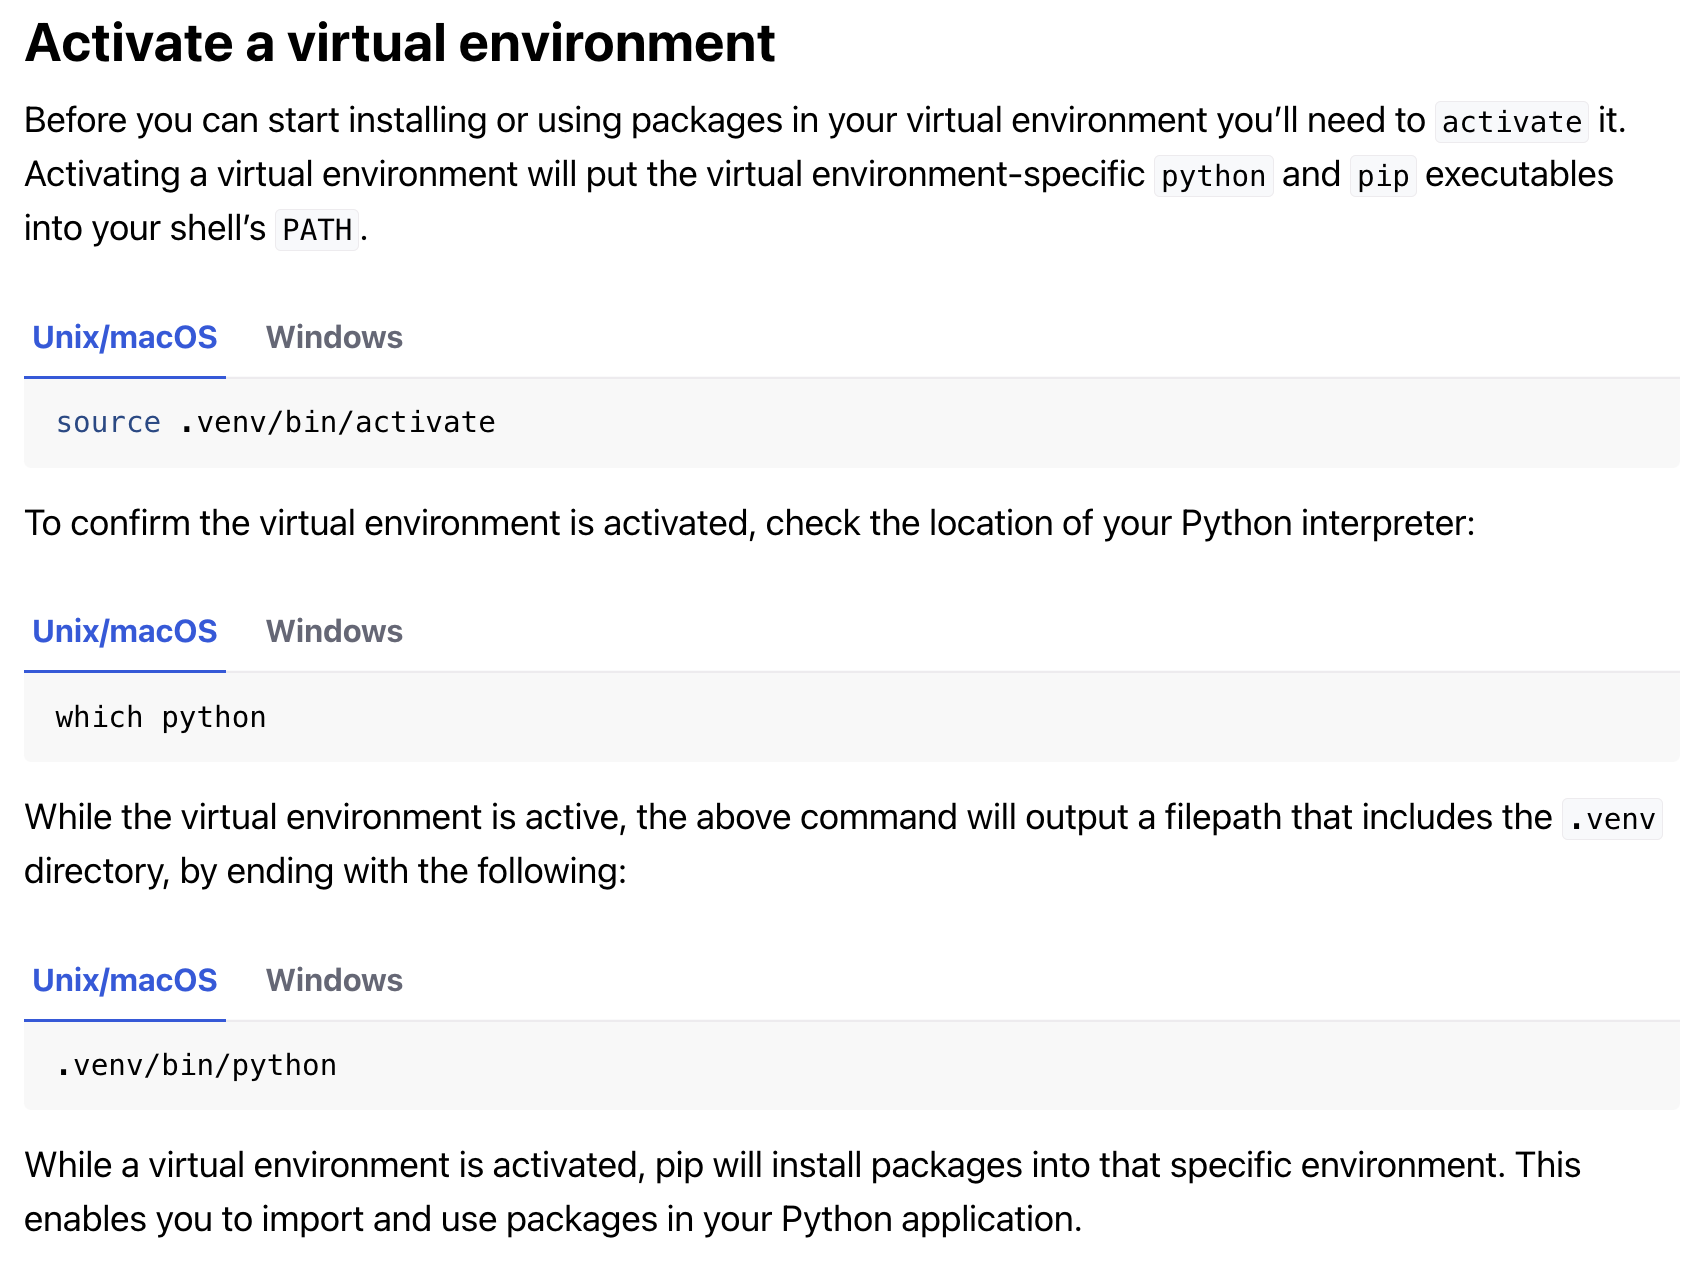 Activate a virtual environment
Before you can start installing or using packages in your virtual environment you’ll need to activate it.
Activating a virtual environment will put the virtual environment-specific python and pip executables
into your shell’s PATH.
Unix/macOS Windows
source .venv/bin/activate
To confirm the virtual environment is activated, check the location of your Python interpreter:
Unix/macOS Windows
which python
While the virtual environment is active, the above command will output a filepath that includes the .venv
directory, by ending with the following:
Unix/macOS Windows
.venv/bin/python
While a virtual environment is activated, pip will install packages into that specific environment. This
enables you to import and use packages in your Python application.